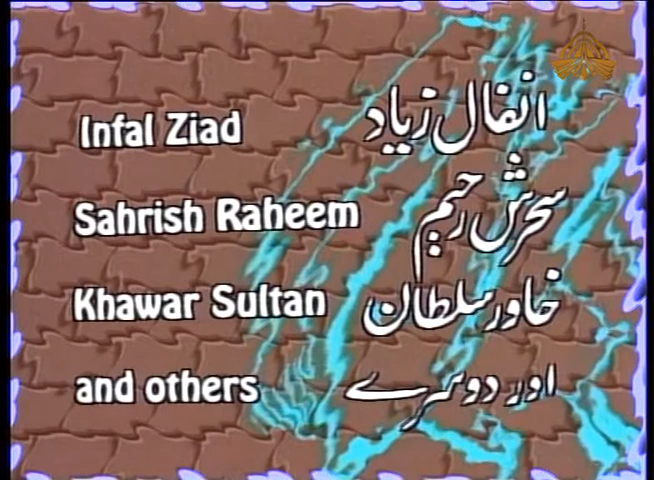 Infal Ziad انفال زیاد
Sahrish Raheem سحرش رحیم
Khawar Sultan خاور سلطان
and others اور دوسرے